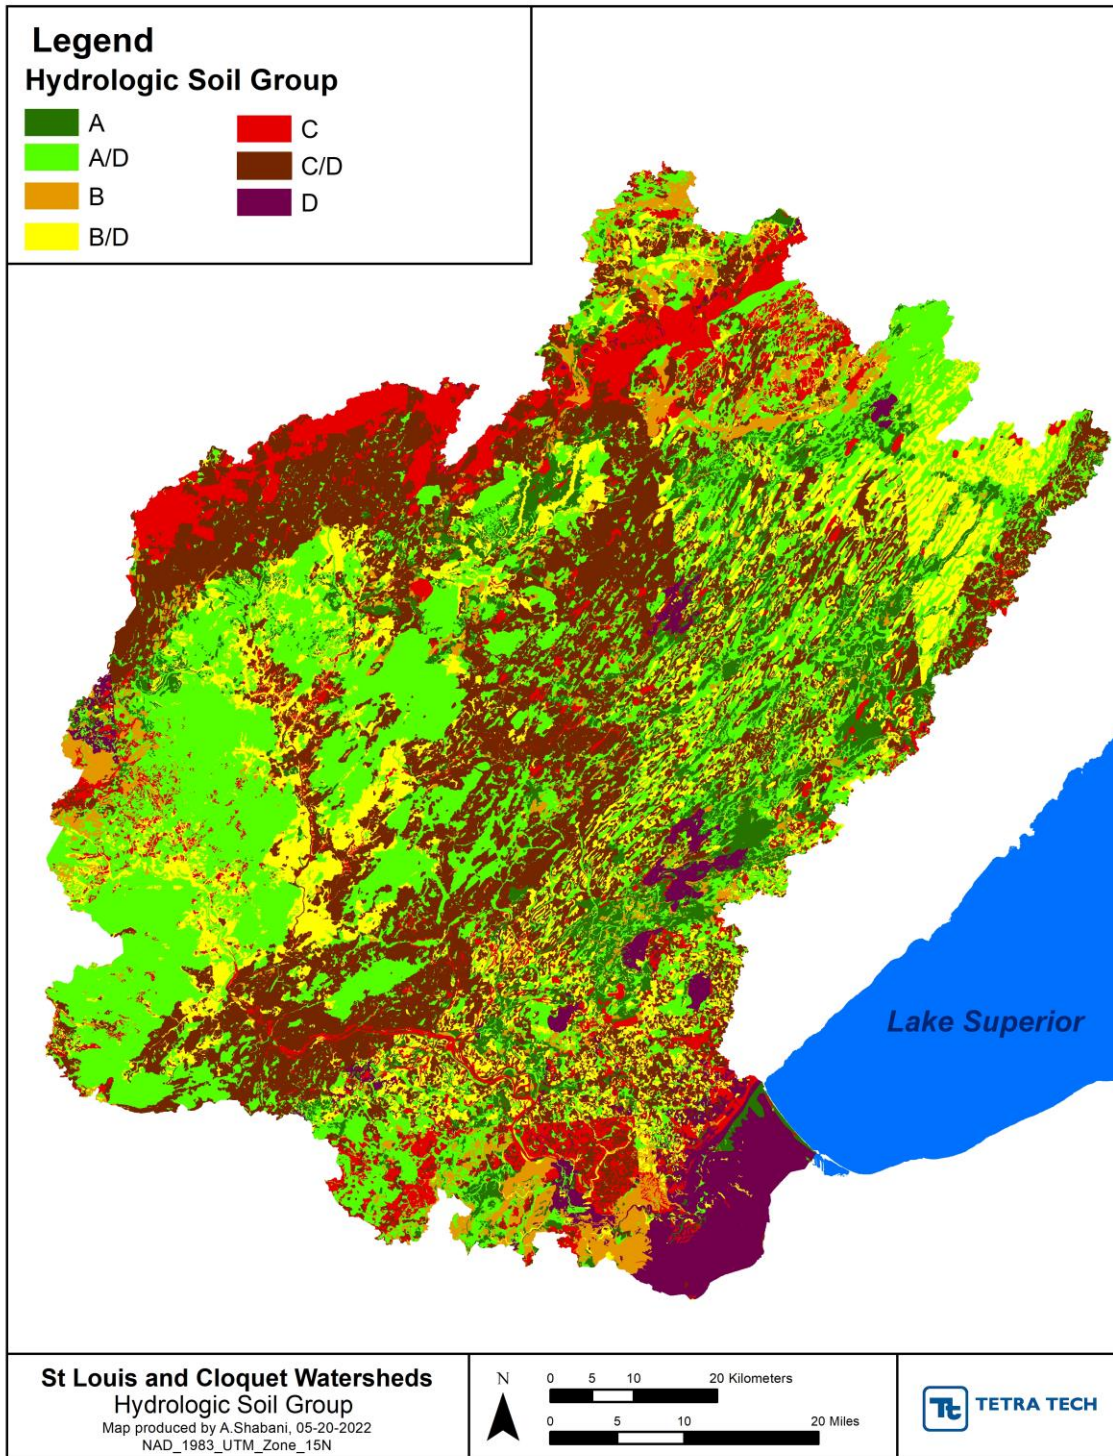 Legend
Hydrologic Soil Group
A
A/D
B
B/D
C
C/D
D
Lake Superior
St Louis and Cloquet Watersheds
Hydrologic Soil Group
Map produced by A.Shabani, 05-20-2022
NAD_1983_UTM_Zone_15N
N
0 5 10 20 Kilometers
0 5 10 20 Miles
Tt TETRA TECH